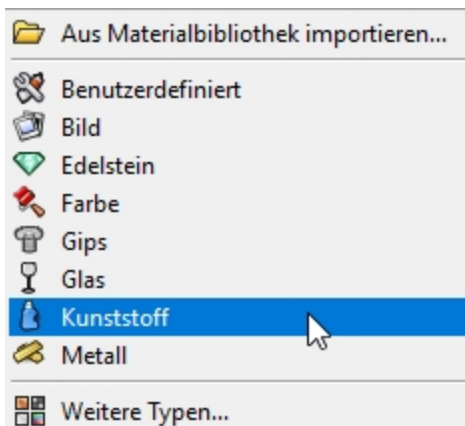 Aus Materialbibliothek importieren...
Benutzerdefiniert
Bild
Edelstein
Farbe
Gips
Glas
Kunststoff
Metall
Weitere Typen...